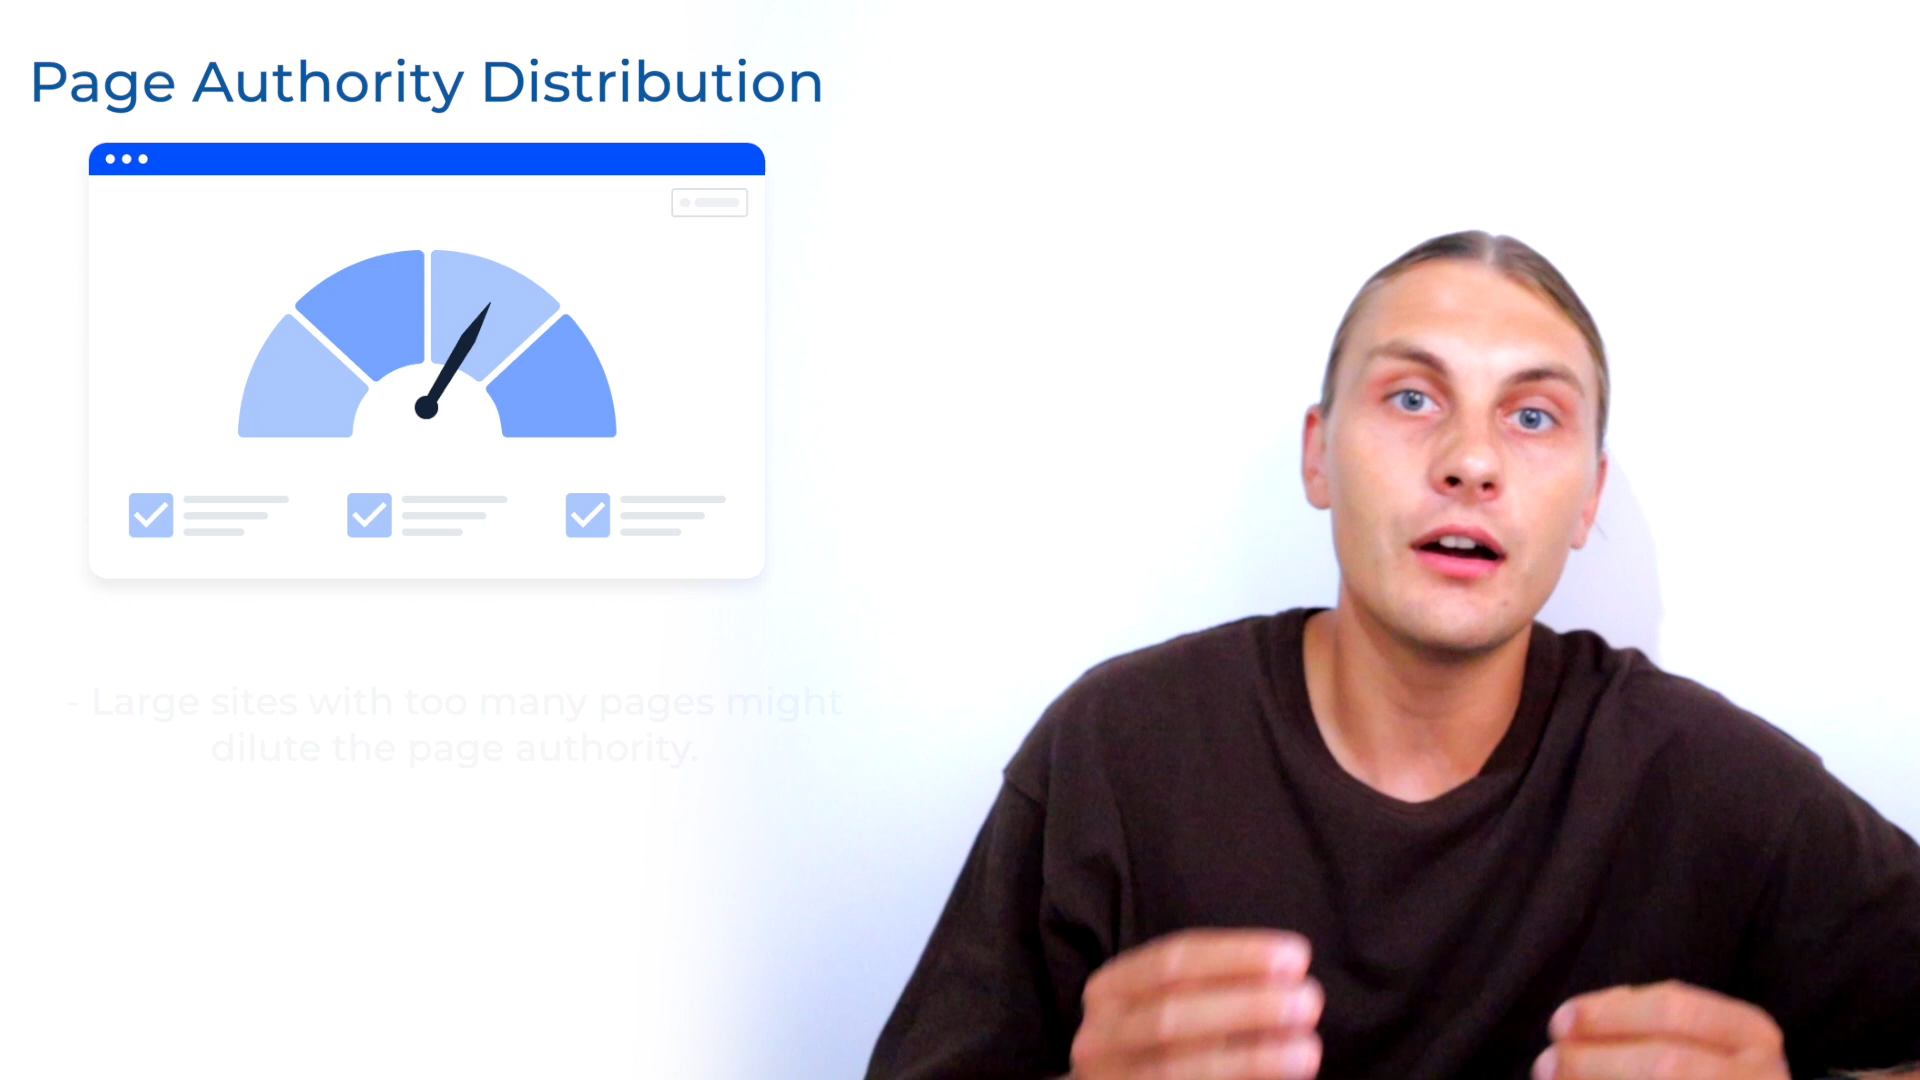 Page Authority Distribution
- Large sites with too many pages might
dilute the page authority.